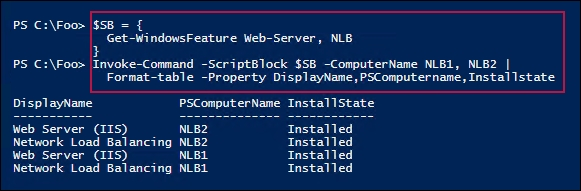 PS C:\Foo> $SB = {
  Get-WindowsFeature Web-Server, NLB
}
PS C:\Foo> Invoke-Command -ScriptBlock $SB -ComputerName NLB1, NLB2 |
  Format-table -Property DisplayName,PSComputername,Installstate
DisplayName            PSComputerName InstallState
-----------            -------------- ------------
Web Server (IIS)       NLB2           Installed
Network Load Balancing NLB2           Installed
Web Server (IIS)       NLB1           Installed
Network Load Balancing NLB1           Installed